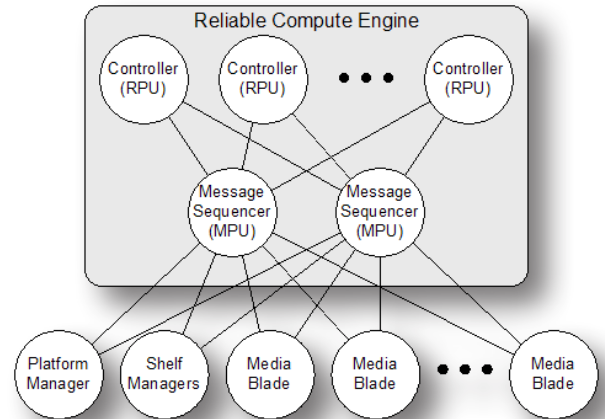 Reliable Compute Engine
Controller
(RPU)
Controller
(RPU)
Controller
(RPU)
Message
Sequencer
(MPU)
Message
Sequencer
(MPU)
Platform
Manager
Shelf
Managers
Media
Blade
Media
Blade
Media
Blade